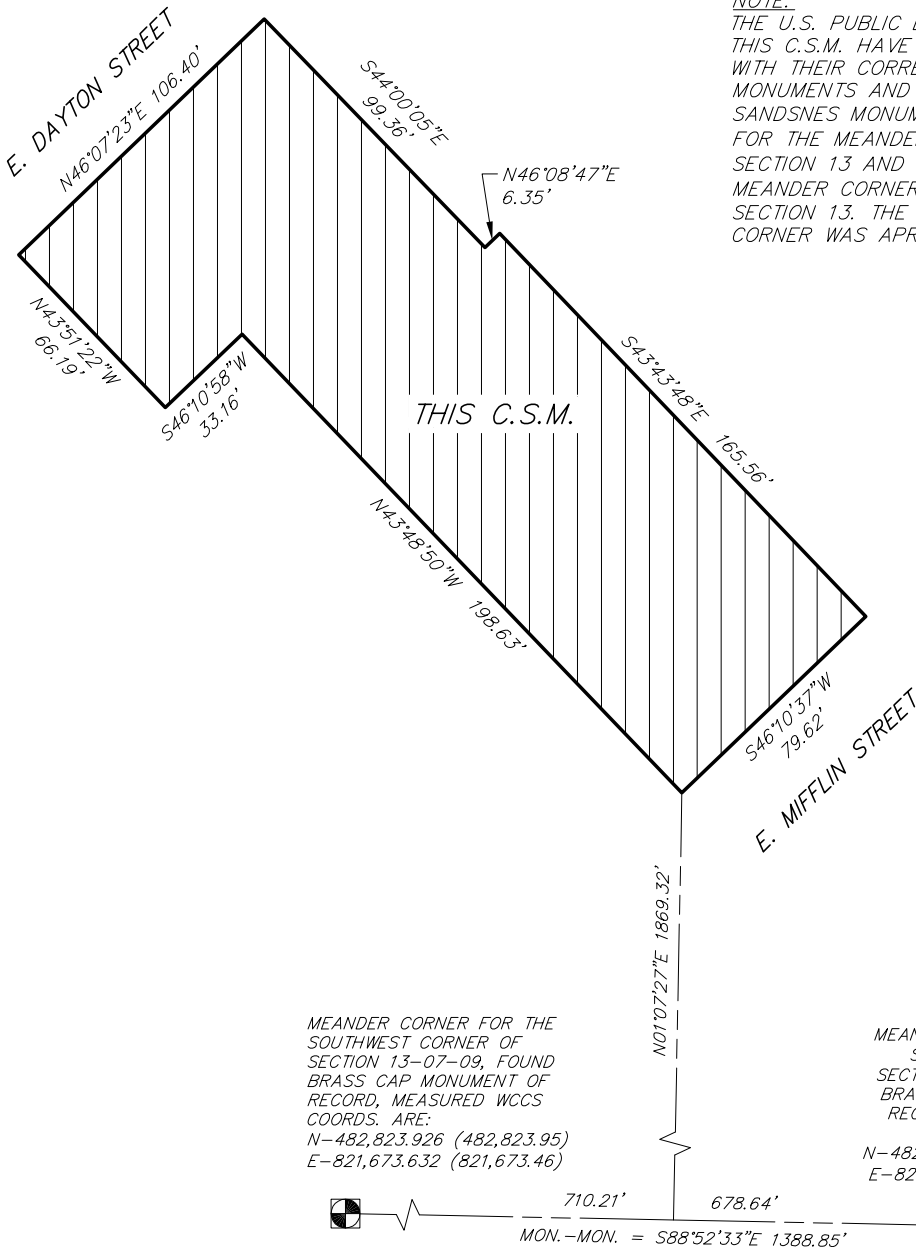 NOTE:
THE U.S. PUBLIC
THIS C.S.M. HAVE
WITH THEIR
MONUMENTS AND
SANDSNES
FOR THE
SECTION 13 AND
MEANDER CORNER
SECTION 13. THE
CORNER WAS
E. DAYTON STREET
N46°07'23"E 106.40'
S44°00'05"E
99.36'
N46°08'47"E
6.35'
N43°51'22"W
66.19'
S46°10'58"W
33.16'
THIS C.S.M.
S43°43'48"E 165.56'
N43°48'50"W 198.63'
S46°10'37"W
79.62'
E. MIFFLIN STREET
N01°07'27"E 1869.32'
MEANDER CORNER FOR THE
SOUTHWEST CORNER OF
SECTION 13-07-09, FOUND
BRASS CAP MONUMENT OF
RECORD, MEASURED WCCS
COORDS. ARE:
N-482,823.926 (482,823.95)
E-821,673.632 (821,673.46)
MEAN
S
SECT
BRA
REC
N-482
E-82
710.21' 678.64'
MON.-MON. = S88°52'33"E 1388.85'